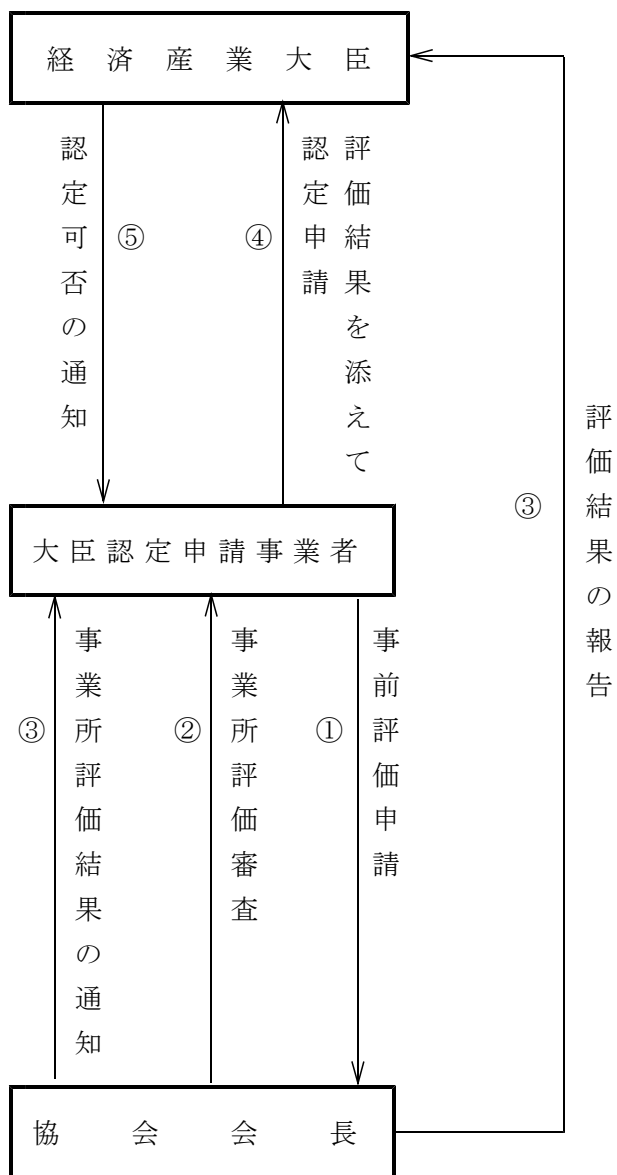 経済産業大臣
認定可否の通知
⑤
④
評価結果を添えて
認定申請
③
評価結果の報告
大臣認定申請事業者
③
事業所評価結果の通知
②
事業所評価審査
①
事前評価申請
協会会長